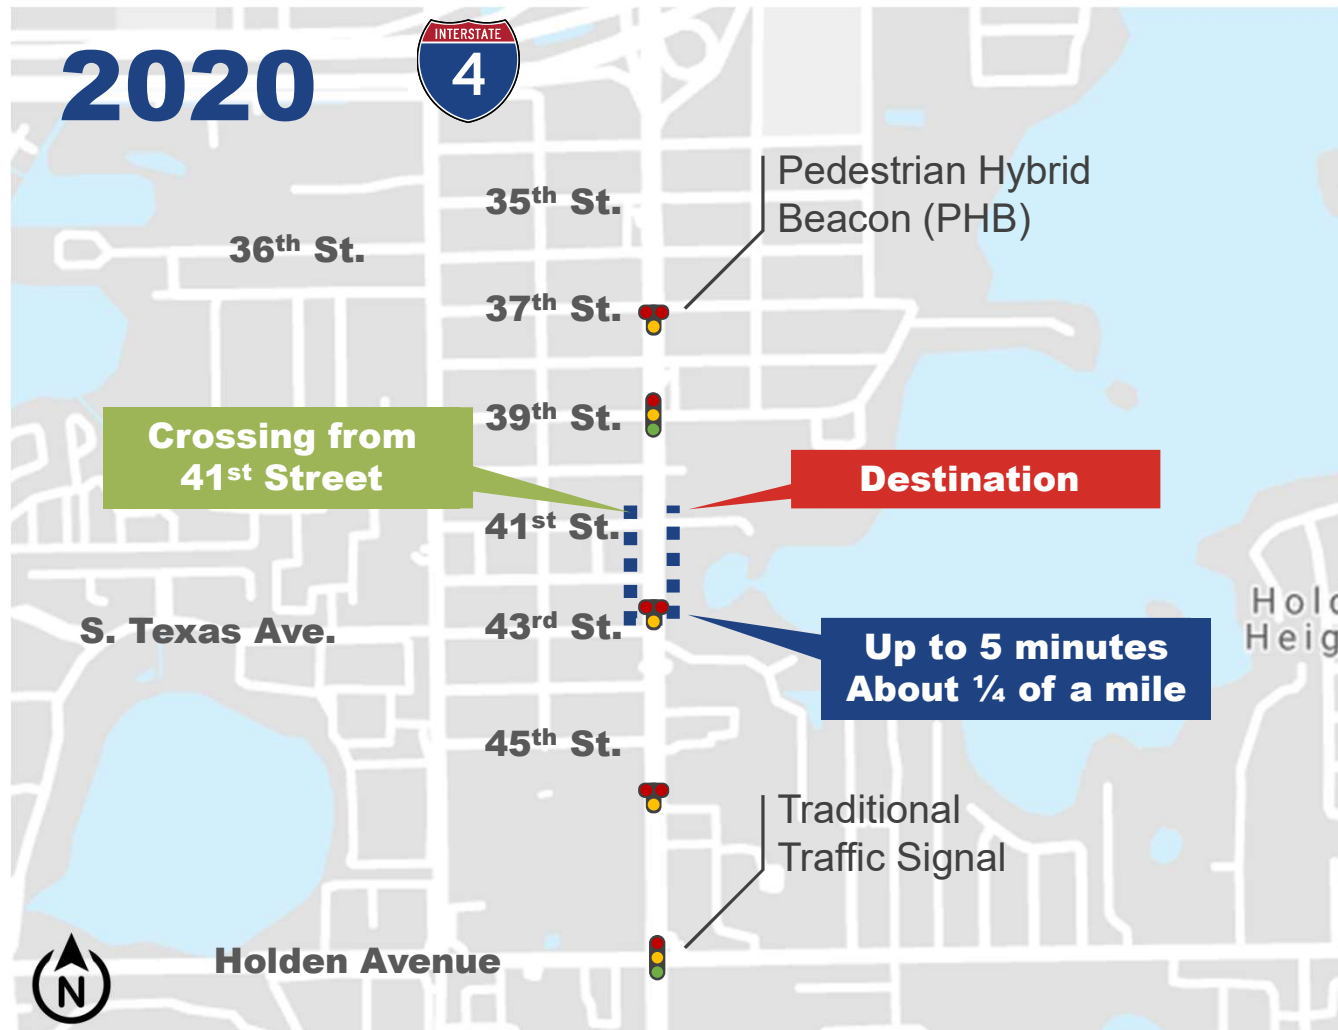 2020
INTERSTATE
4
35th St.
Pedestrian Hybrid
Beacon (PHB)
36th St.
37th St.
39th St.
Crossing from
41st Street
Destination
41st St.
S. Texas Ave.
43rd St.
Up to 5 minutes
About ¼ of a mile
45th St.
Traditional
Traffic Signal
Holden Avenue
N